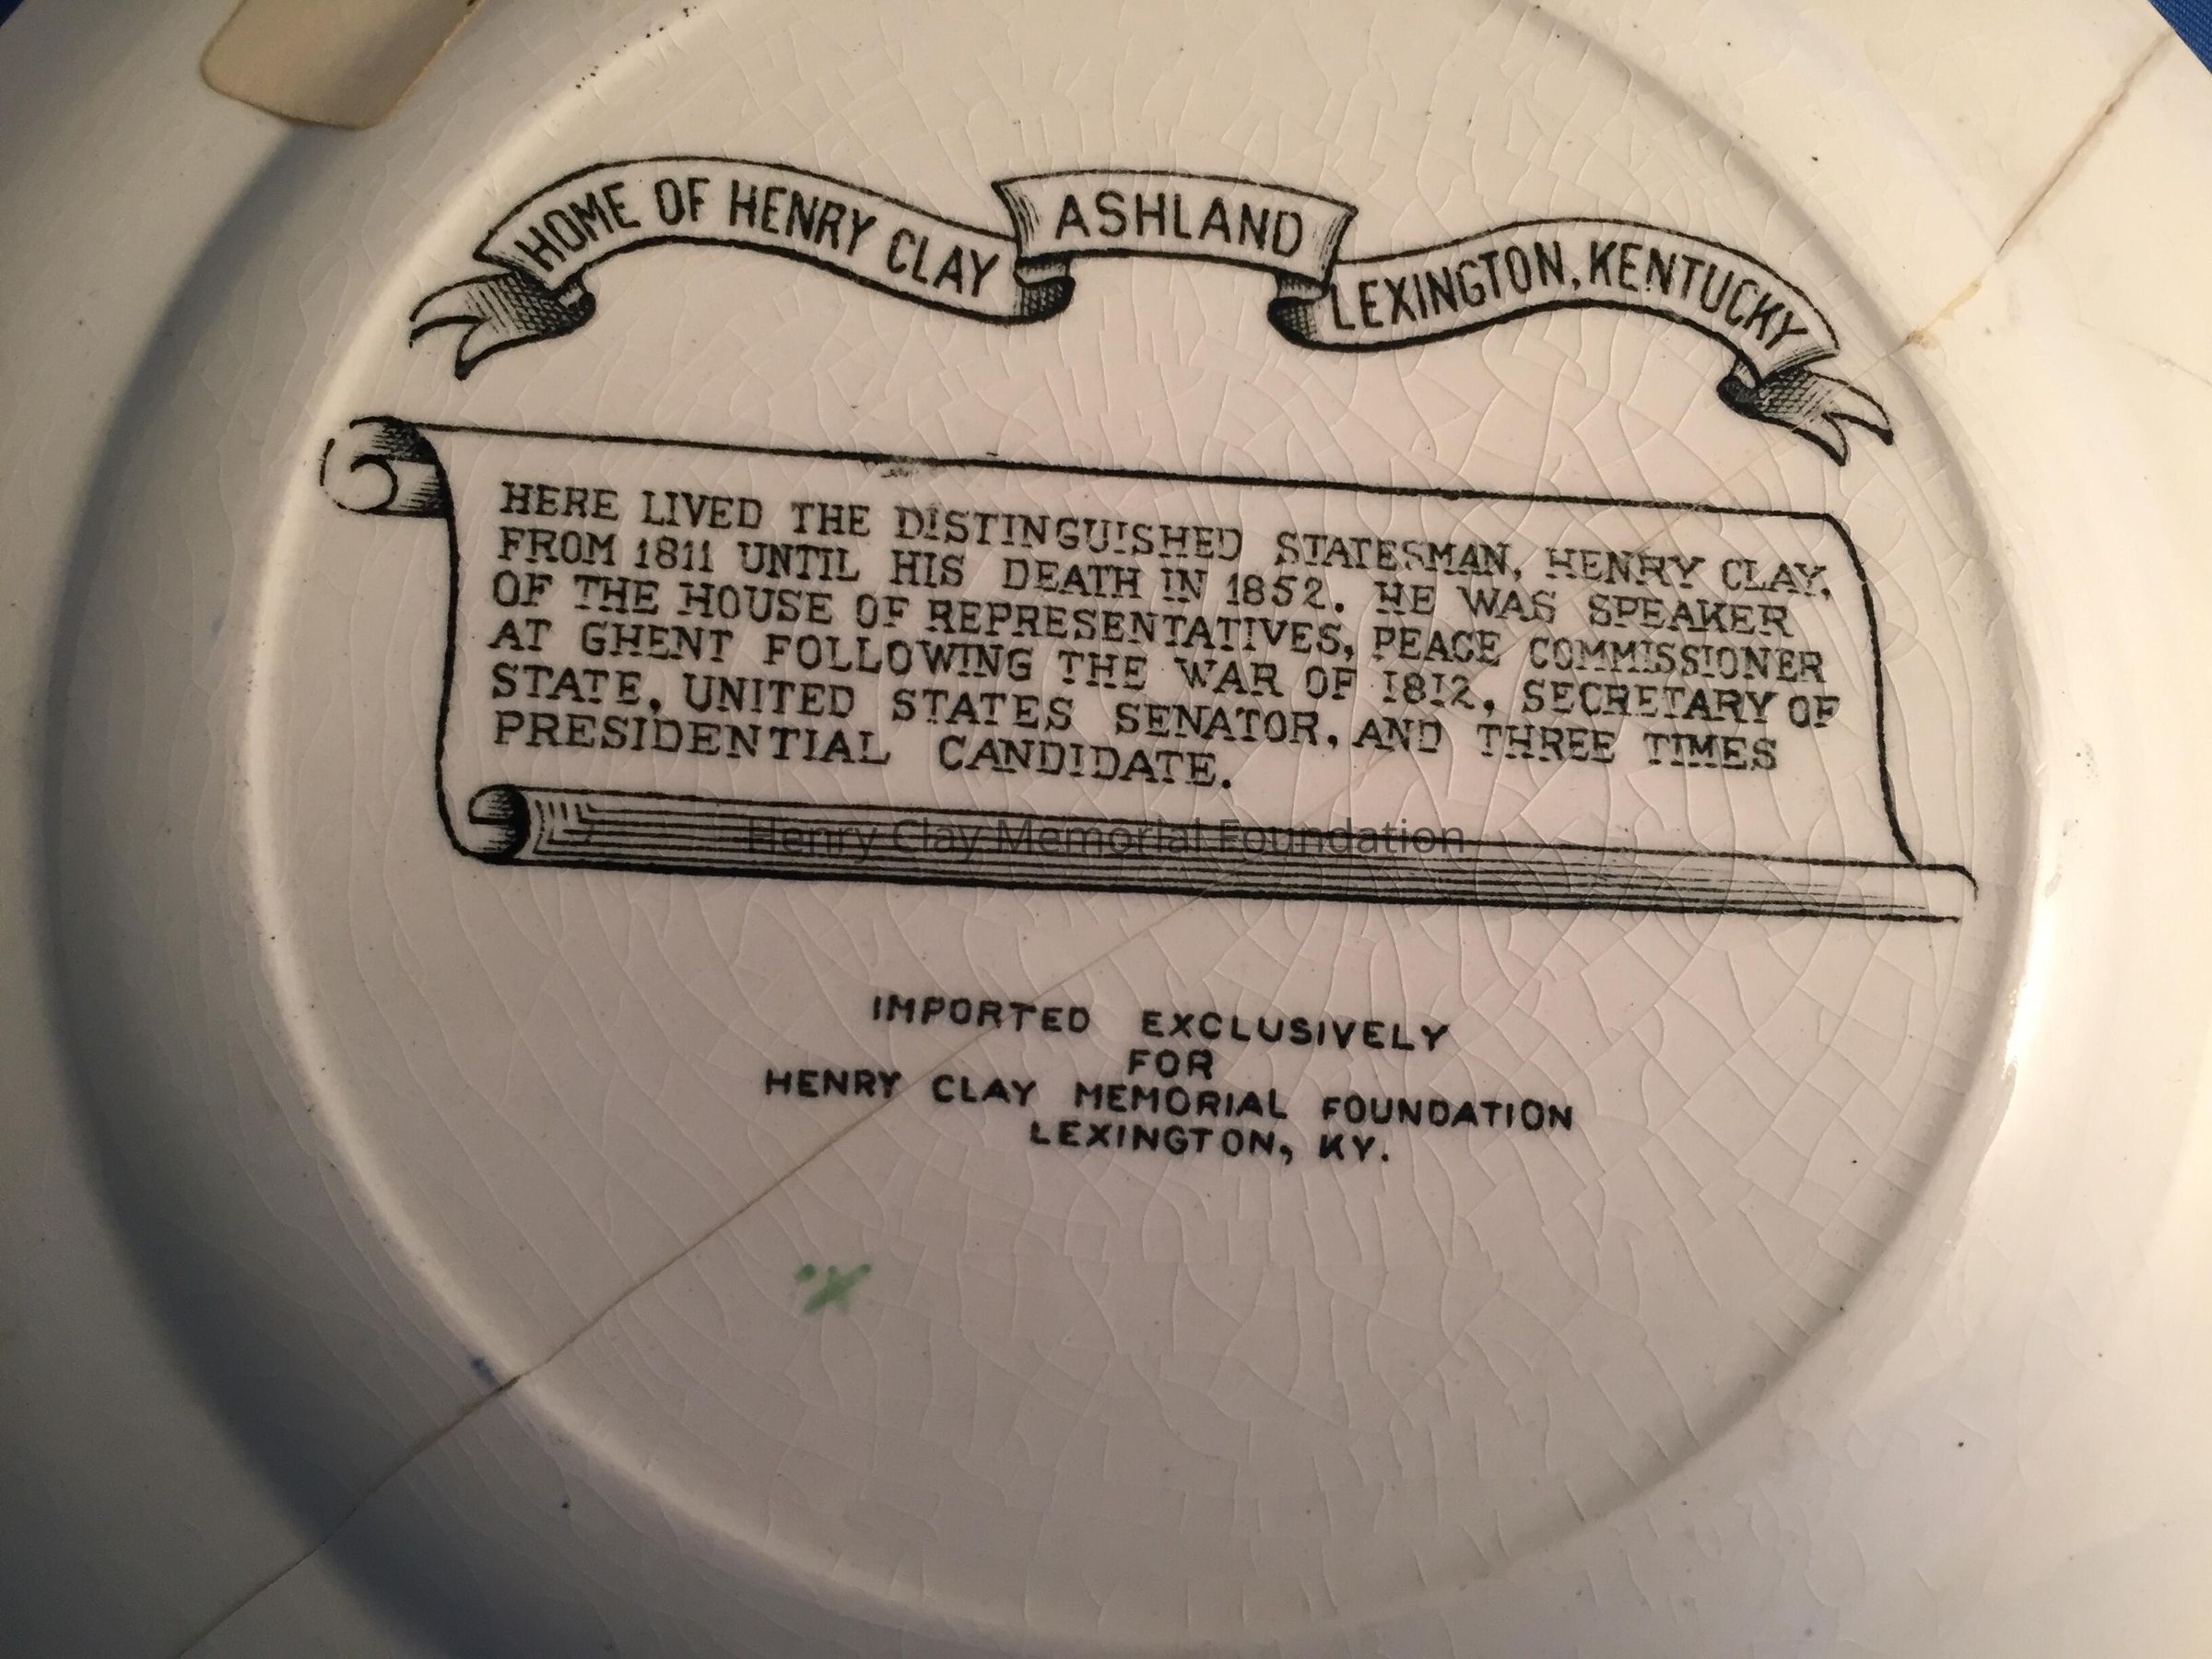 HOME OF HENRY CLAY ASHLAND LEXINGTON, KENTUCKY
HERE LIVED THE DISTINGUISHED STATESMAN, HENRY CLAY,
FROM 1811 UNTIL HIS DEATH IN 1852. HE WAS SPEAKER
OF THE HOUSE OF REPRESENTATIVES, PEACE COMMISSIONER
AT GHENT FOLLOWING THE WAR OF 1812, SECRETARY OF
STATE, UNITED STATES SENATOR, AND THREE TIMES
PRESIDENTIAL CANDIDATE.
Henry Clay Memorial Foundation
IMPORTED EXCLUSIVELY
FOR
HENRY CLAY MEMORIAL FOUNDATION
LEXINGTON, KY.